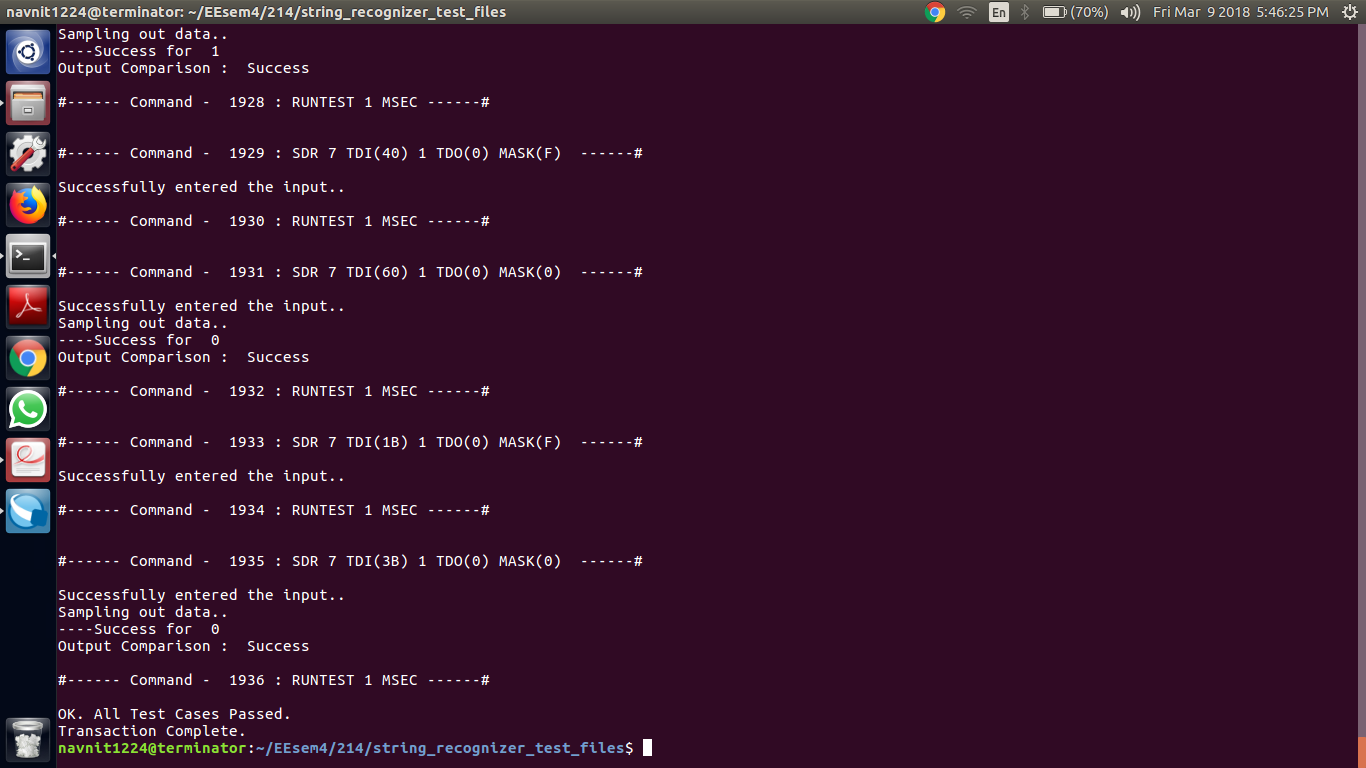 navnit1224@terminator: ~/EEsem4/214/string_recognizer_test_files
En (70%) Fri Mar 9 2018 5:46:25 PM
Sampling out data..
----Success for  1
Output Comparison :  Success
#------ Command -  1928 : RUNTEST 1 MSEC ------#
#------ Command -  1929 : SDR 7 TDI(40) 1 TDO(0) MASK(F)  ------#
Successfully entered the input..
#------ Command -  1930 : RUNTEST 1 MSEC ------#
#------ Command -  1931 : SDR 7 TDI(60) 1 TDO(0) MASK(0)  ------#
Successfully entered the input..
Sampling out data..
----Success for  0
Output Comparison :  Success
#------ Command -  1932 : RUNTEST 1 MSEC ------#
#------ Command -  1933 : SDR 7 TDI(1B) 1 TDO(0) MASK(F)  ------#
Successfully entered the input..
#------ Command -  1934 : RUNTEST 1 MSEC ------#
#------ Command -  1935 : SDR 7 TDI(3B) 1 TDO(0) MASK(0)  ------#
Successfully entered the input..
Sampling out data..
----Success for  0
Output Comparison :  Success
#------ Command -  1936 : RUNTEST 1 MSEC ------#
OK. All Test Cases Passed.
Transaction Complete.
navnit1224@terminator:~/EEsem4/214/string_recognizer_test_files$